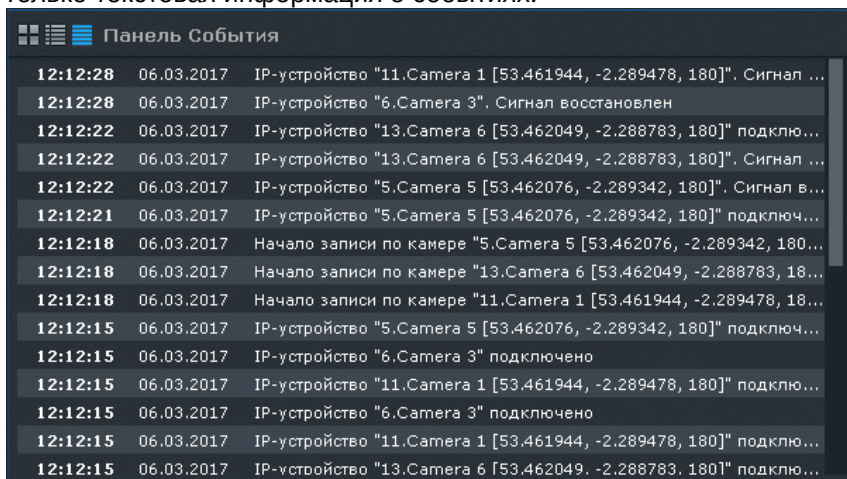 только текстовая информация о событиях.
Панель События
12:12:28 06.03.2017 IP-устройство "11.Camera 1 [53.461944, -2.289478, 180]". Сигнал ...
12:12:28 06.03.2017 IP-устройство "6.Camera 3". Сигнал восстановлен
12:12:22 06.03.2017 IP-устройство "13.Camera 6 [53.462049, -2.288783, 180]" подклю...
12:12:22 06.03.2017 IP-устройство "13.Camera 6 [53.462049, -2.288783, 180]". Сигнал ...
12:12:22 06.03.2017 IP-устройство "5.Camera 5 [53.462076, -2.289342, 180]". Сигнал в...
12:12:21 06.03.2017 IP-устройство "5.Camera 5 [53.462076, -2.289342, 180]" подключ...
12:12:18 06.03.2017 Начало записи по камере "5.Camera 5 [53.462076, -2.289342, 180...
12:12:18 06.03.2017 Начало записи по камере "13.Camera 6 [53.462049, -2.288783, 18...
12:12:18 06.03.2017 Начало записи по камере "11.Camera 1 [53.461944, -2.289478, 18...
12:12:15 06.03.2017 IP-устройство "5.Camera 5 [53.462076, -2.289342, 180]" подключ...
12:12:15 06.03.2017 IP-устройство "6.Camera 3" подключено
12:12:15 06.03.2017 IP-устройство "11.Camera 1 [53.461944, -2.289478, 180]" подклю...
12:12:15 06.03.2017 IP-устройство "6.Camera 3" подключено
12:12:15 06.03.2017 IP-устройство "11.Camera 1 [53.461944, -2.289478, 180]" подклю...
12:12:15 06.03.2017 IP-устройство "13.Camera 6 [53.462049, -2.288783, 180]" подклю...